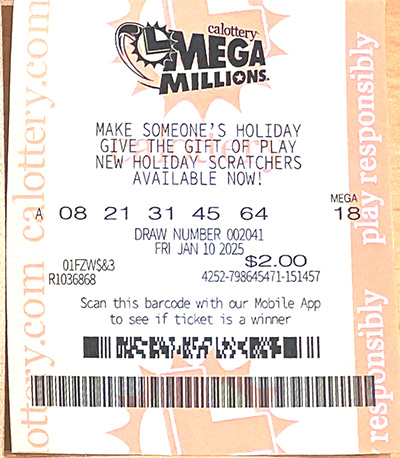 calottery
MEGA
MILLIONS
MAKE SOMEONE'S HOLIDAY
GIVE THE GIFT OF PLAY
NEW HOLIDAY SCRATCHERS
AVAILABLE NOW!
MEGA
A 08 21 31 45 64 18
DRAW NUMBER 002041
FRI JAN 10 2025
$2.00
01FZW$&3
R1036868 4252-798645471-151457
Scan this barcode with our Mobile App
to see if ticket is a winner
calottery.com
ottery.com
play responsibly
responsibly